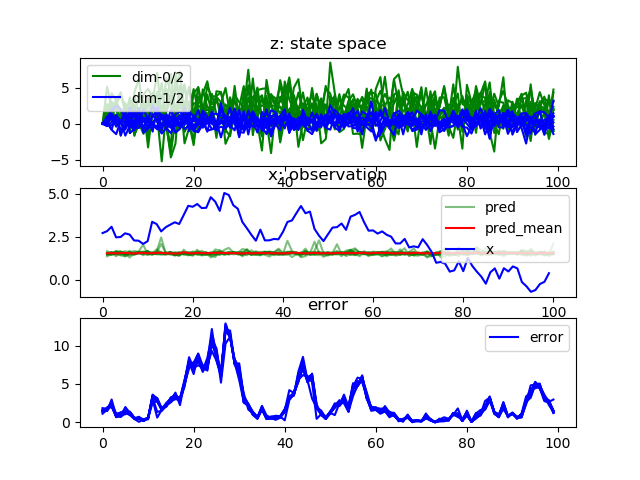 z: state space
5
0
−5
dim-0/2
dim-1/2
0 20 40 60 80 100
x: observation
5.0
2.5
0.0
pred
pred_mean
x
0 20 40 60 80 100
error
10
5
0
error
0 20 40 60 80 100